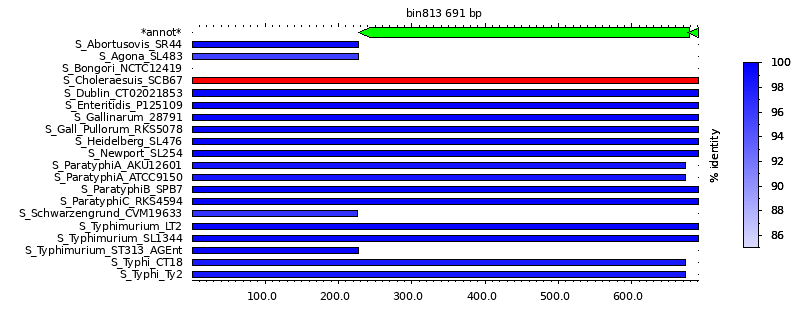 bin813 691 bp
*annot*
S_Abortusovis_SR44
S_Agona_SL483
S_Bongori_NCTC12419
S_Choleraesuis_SCB67
S_Dublin_CT02021853
S_Enteritidis_P125109
S_Gallinarum_28791
S_Gall_Pullorum_RKS5078
S_Heidelberg_SL476
S_Newport_SL254
S_ParatyphiA_AKU12601
S_ParatyphiA_ATCC9150
S_ParatyphiB_SPB7
S_ParatyphiC_RKS4594
S_Schwarzengrund_CVM19633
S_Typhimurium_LT2
S_Typhimurium_SL1344
S_Typhimurium_ST313_AGEnt
S_Typhi_CT18
S_Typhi_Ty2
100.0 200.0 300.0 400.0 500.0 600.0
% identity
100
98
96
94
92
90
88
86